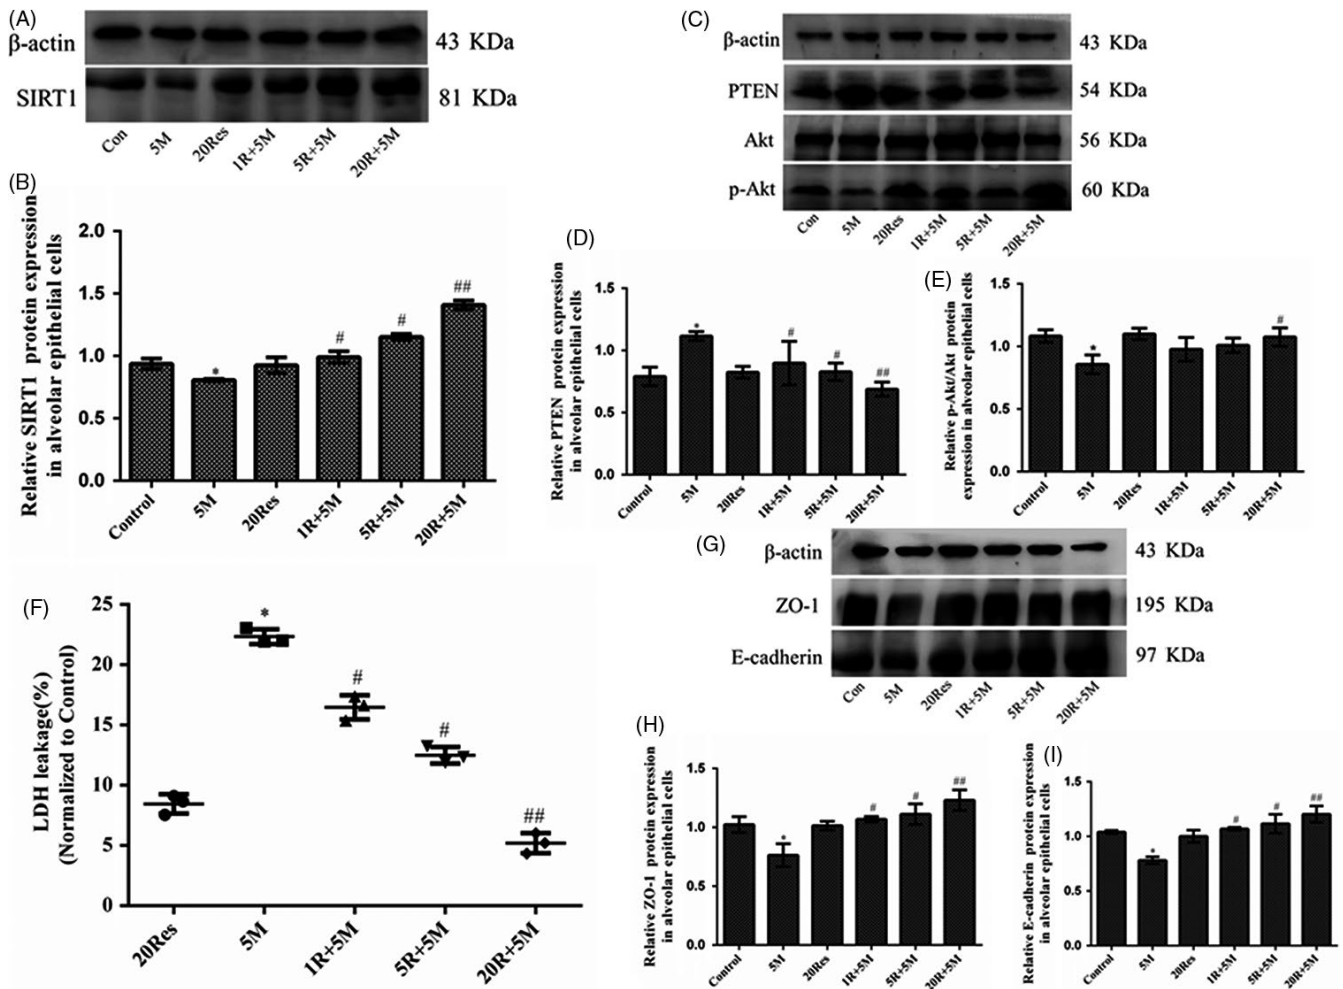 (A)
β-actin 43 KDa
SIRT1 81 KDa
Con 5M 20Res 1R+5M 5R+5M 20R+5M
(B)
Relative SIRT1 protein expression
in alveolar epithelial cells
2.0
1.5
1.0
0.5
0.0
* # # ##
Control 5M 20Res 1R+5M 5R+5M 20R+5M
(C)
β-actin 43 KDa
PTEN 54 KDa
Akt 56 KDa
p-Akt 60 KDa
Con 5M 20Res 1R+5M 5R+5M 20R+5M
(D)
Relative PTEN protein expression
in alveolar epithelial cells
1.5
1.0
0.5
0.0
* # # ##
Control 5M 20Res 1R+5M 5R+5M 20R+5M
(E)
Relative p-Akt/Akt protein
expression in alveolar epithelial cells
1.5
1.0
0.5
0.0
* #
Control 5M 20Res 1R+5M 5R+5M 20R+5M
(F)
LDH leakage(%)
(Normalized to Control)
25
20
15
10
5
0
* # # ##
20Res 5M 1R+5M 5R+5M 20R+5M
(G)
β-actin 43 KDa
ZO-1 195 KDa
E-cadherin 97 KDa
Con 5M 20Res 1R+5M 5R+5M 20R+5M
(H)
Relative ZO-1 protein expression
in alveolar epithelial cells
1.5
1.0
0.5
0.0
* # # ##
Control 5M 20Res 1R+5M 5R+5M 20R+5M
(I)
Relative E-cadherin protein expression
in alveolar epithelial cells
1.5
1.0
0.5
0.0
* # # ##
Control 5M 20Res 1R+5M 5R+5M 20R+5M